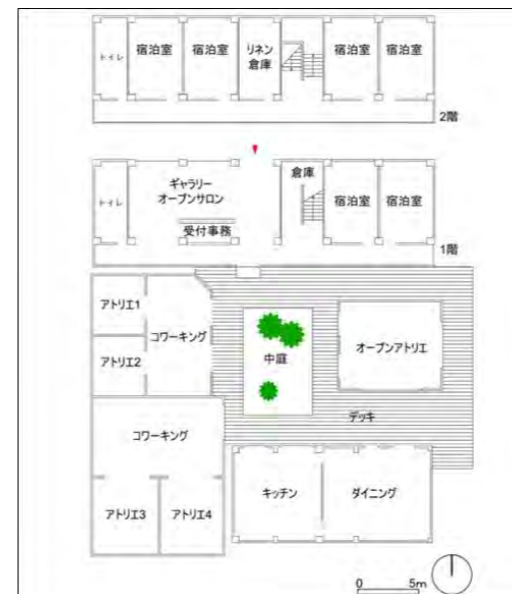 トイレ
宿泊室
宿泊室
リネン
倉庫
宿泊室
宿泊室
2階
トイレ
ギャラリー
オープンサロン
受付事務
倉庫
宿泊室
宿泊室
1階
アトリエ1
コワーキング
アトリエ2
中庭
オープンアトリエ
デッキ
コワーキング
アトリエ3
アトリエ4
キッチン
ダイニング
0
5m